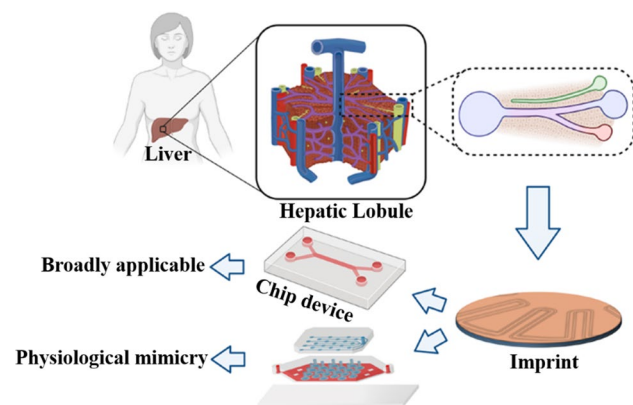 Liver
Hepatic Lobule
Broadly applicable
Chip device
Physiological mimicry
Imprint